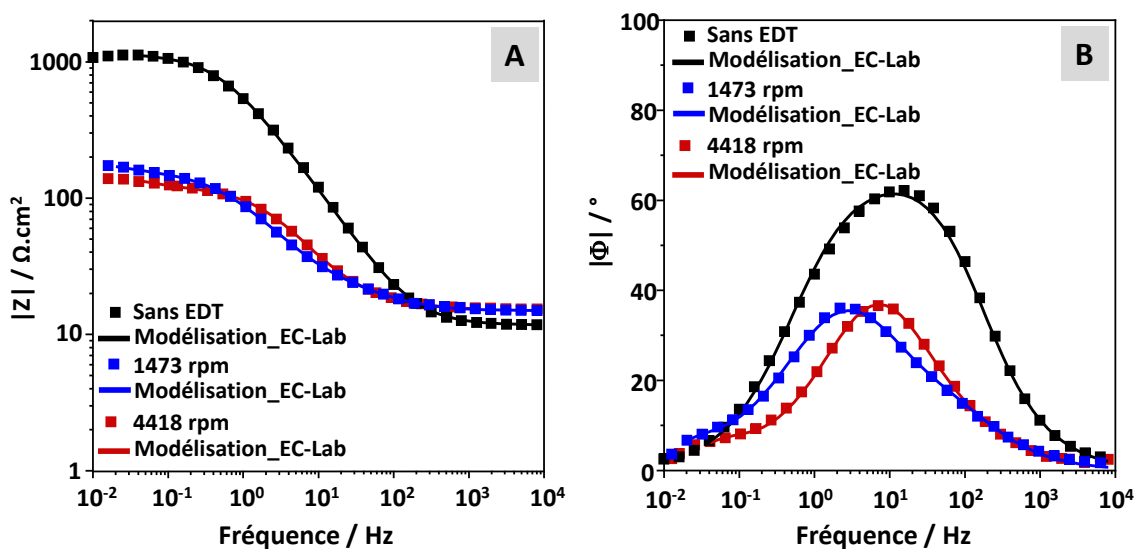 A
1000
100
10
1
|Z| / Ω.cm²
Sans EDT
Modélisation_EC-Lab
1473 rpm
Modélisation_EC-Lab
4418 rpm
Modélisation_EC-Lab
10⁻² 10⁻¹ 10⁰ 10¹ 10² 10³ 10⁴
Fréquence / Hz
B
100
80
60
40
20
0
|Φ| / °
Sans EDT
Modélisation_EC-Lab
1473 rpm
Modélisation_EC-Lab
4418 rpm
Modélisation_EC-Lab
10⁻² 10⁻¹ 10⁰ 10¹ 10² 10³ 10⁴
Fréquence / Hz